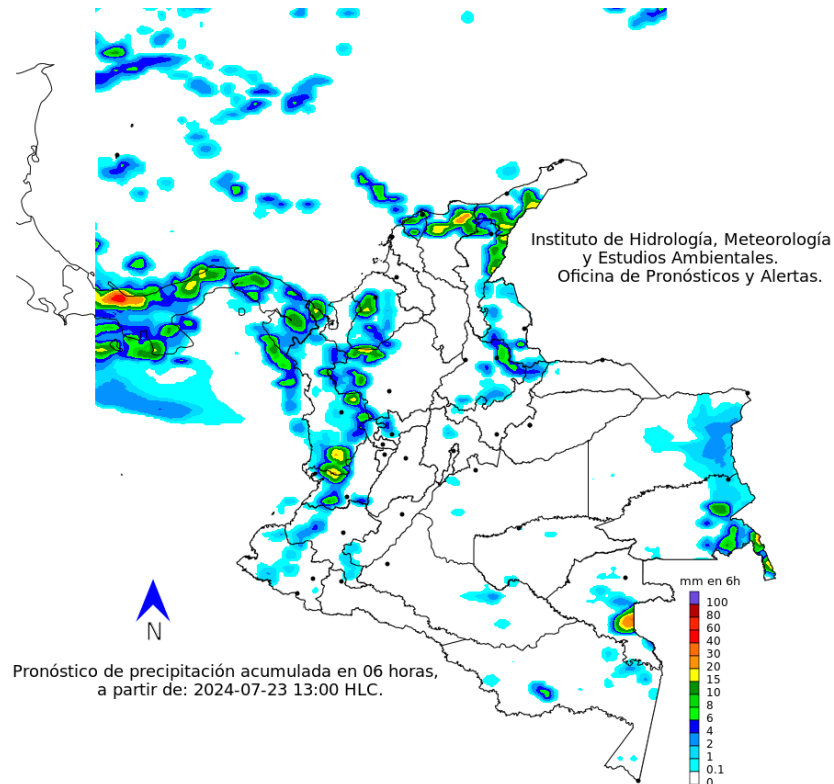 Instituto de Hidrología, Meteorología
y Estudios Ambientales.
Oficina de Pronósticos y Alertas.
mm en 6h
100
80
60
40
30
20
15
10
8
6
4
2
1
0.1
0
N
Pronóstico de precipitación acumulada en 06 horas,
a partir de: 2024-07-23 13:00 HLC.